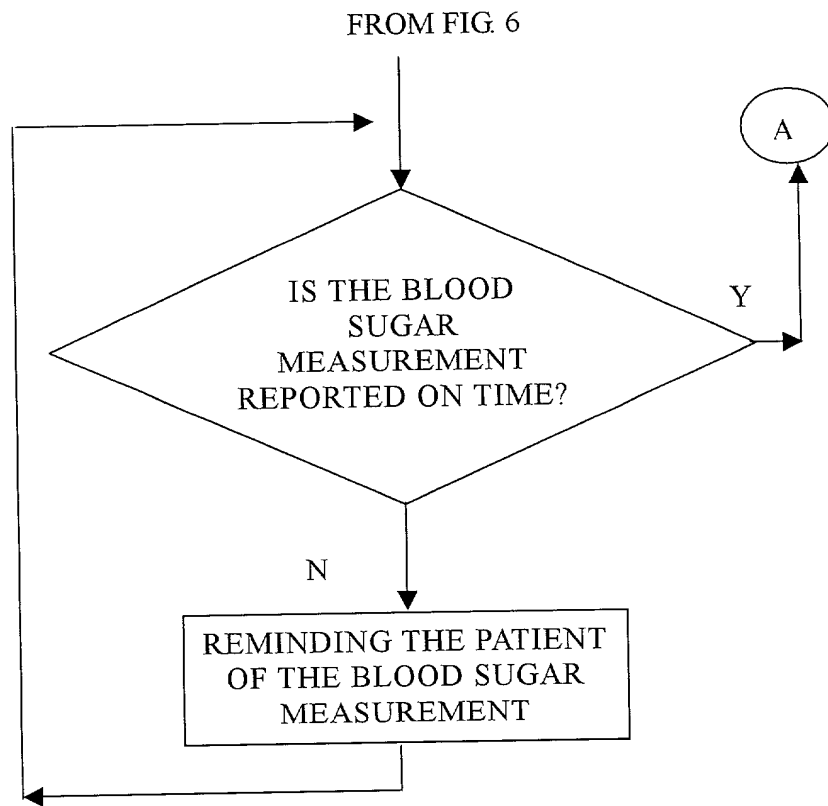 FROM FIG. 6
A
IS THE BLOOD
SUGAR
MEASUREMENT
REPORTED ON TIME?
Y
N
REMINDING THE PATIENT
OF THE BLOOD SUGAR
MEASUREMENT